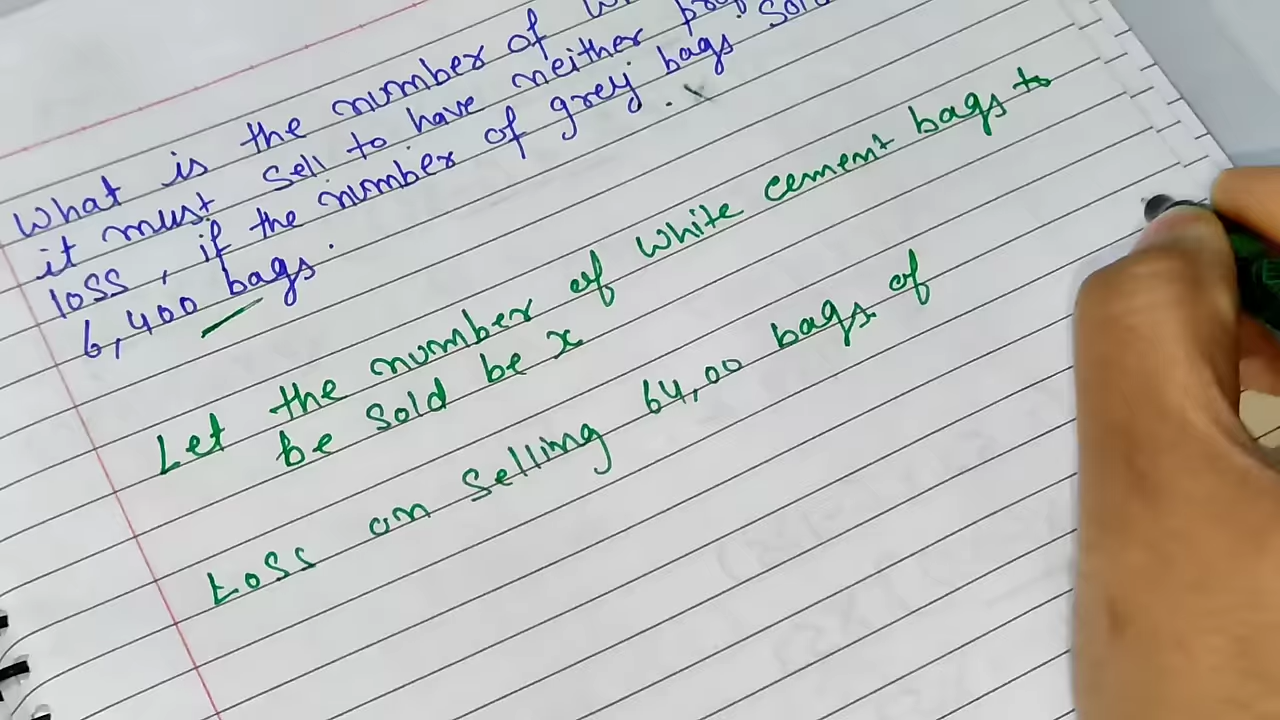 What is the number of
it must sell to have neither
loss, if the number of grey bags sold
6,400 bags.
Let the number of white cement bags to
be sold be x
Loss on selling 64,00 bags of